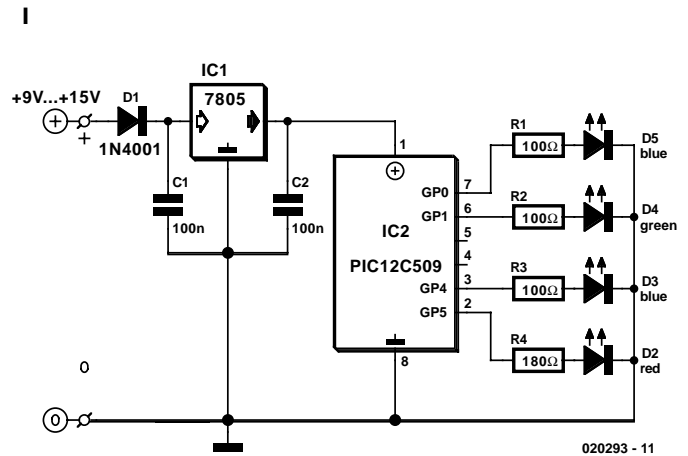 I
IC1
+9V...+15V
D1
7805
+
1N4001
C1
100n
C2
100n
1
IC2
PIC12C509
GP0
GP1
GP4
GP5
7
6
5
4
3
2
8
R1
100Ω
D5
blue
R2
100Ω
D4
green
R3
100Ω
D3
blue
R4
180Ω
D2
red
0
0
020293 - 11